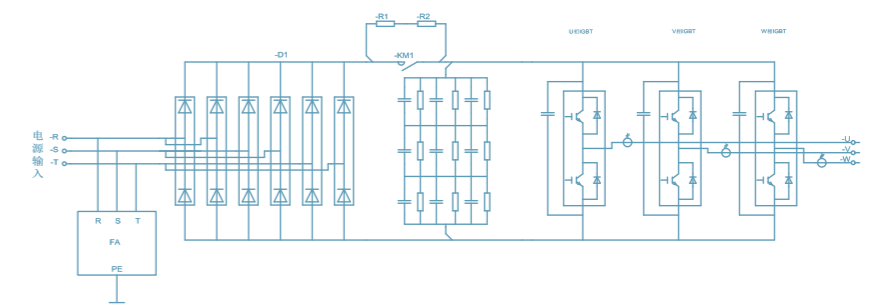 -R1
-R2
-D1
-KM1
UHIGBT
VHIGBT
WHIGBT
电源输入
-R
-S
-T
-U
-V
-W
R S T
FA
PE